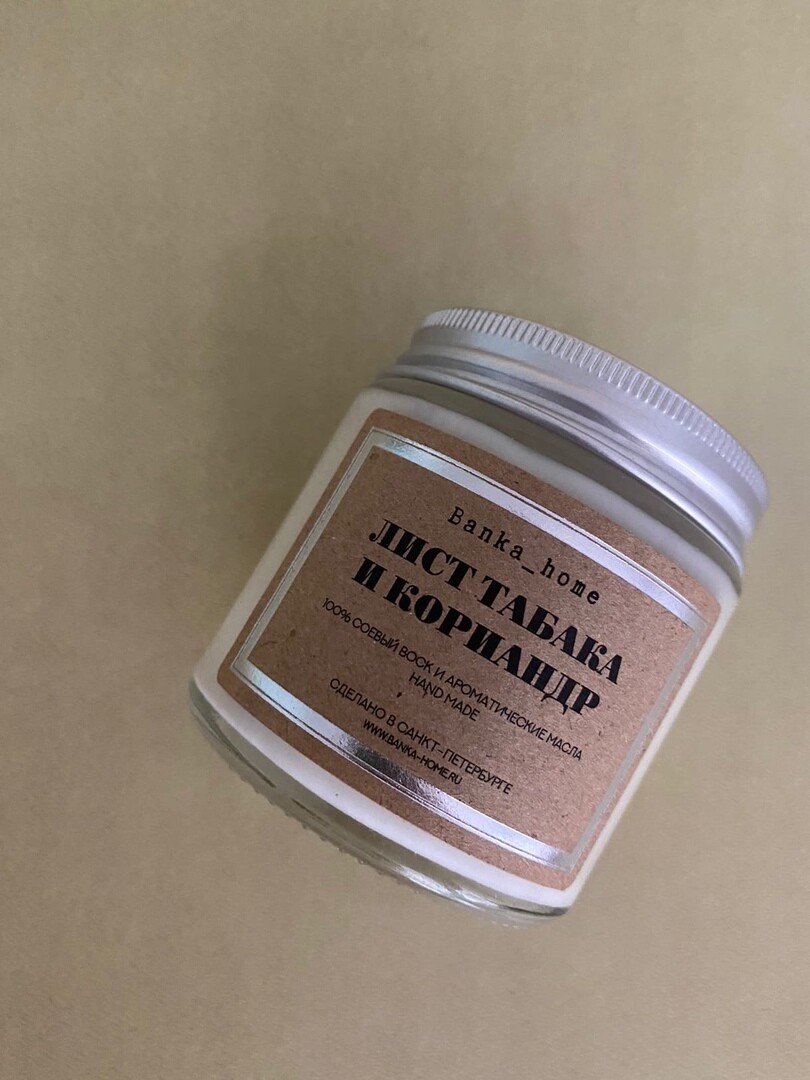 Banka_home
ЛИСТ ТАБАКА
И КОРИАНДР
100% СОЕВЫЙ ВОСК И АРОМАТИЧЕСКИЕ МАСЛА
HAND MADE
СДЕЛАНО В САНКТ-ПЕТЕРБУРГЕ
WWW.BANKA-HOME.RU